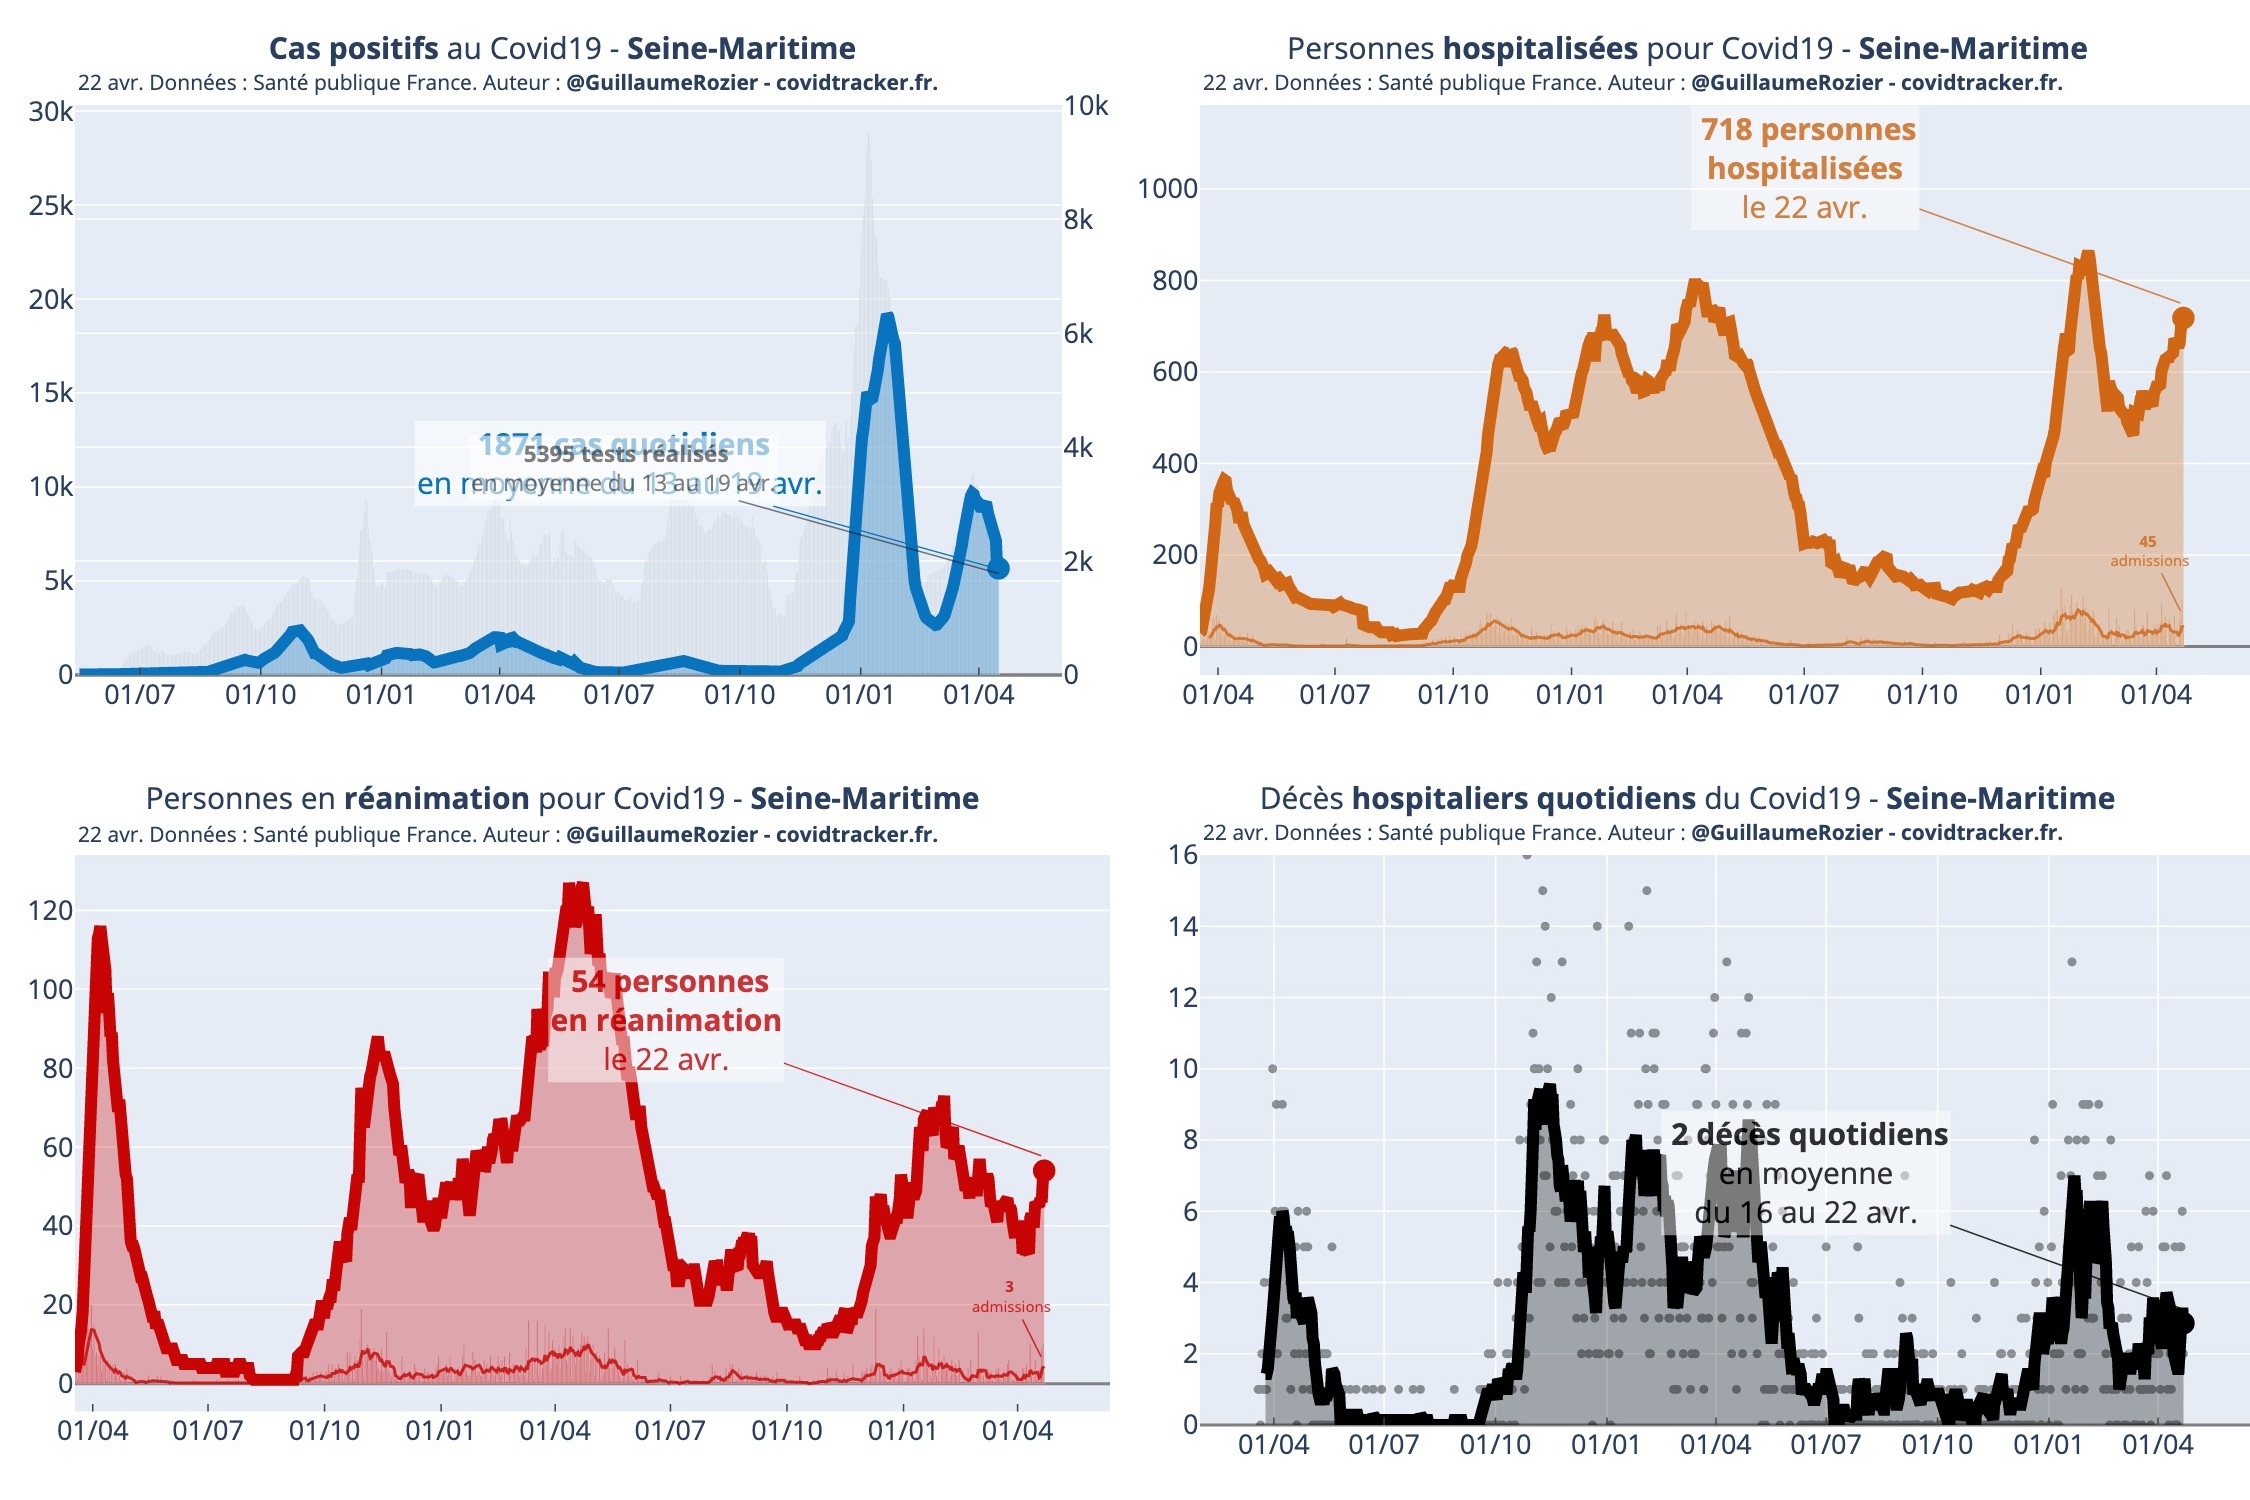 Cas positifs au Covid19 - Seine-Maritime
22 avr. Données : Santé publique France. Auteur : @GuillaumeRozier - covidtracker.fr.
30k
25k
20k
15k
10k
5k
0
10k
8k
6k
4k
2k
0
1871 cas quotidiens
en moyenne du 13 au 19 avr.
5395 tests réalisés
en moyenne du 13 au 19 avr.
01/07 01/10 01/01 01/04 01/07 01/10 01/01 01/04
Personnes hospitalisées pour Covid19 - Seine-Maritime
22 avr. Données : Santé publique France. Auteur : @GuillaumeRozier - covidtracker.fr.
718 personnes
hospitalisées
le 22 avr.
1000
800
600
400
200
0
45
admissions
01/04 01/07 01/10 01/01 01/04 01/07 01/10 01/01 01/04
Personnes en réanimation pour Covid19 - Seine-Maritime
22 avr. Données : Santé publique France. Auteur : @GuillaumeRozier - covidtracker.fr.
120
100
80
60
40
20
0
54 personnes
en réanimation
le 22 avr.
3
admissions
01/04 01/07 01/10 01/01 01/04 01/07 01/10 01/01 01/04
Décès hospitaliers quotidiens du Covid19 - Seine-Maritime
22 avr. Données : Santé publique France. Auteur : @GuillaumeRozier - covidtracker.fr.
16
14
12
10
8
6
4
2
0
2 décès quotidiens
en moyenne
du 16 au 22 avr.
01/04 01/07 01/10 01/01 01/04 01/07 01/10 01/01 01/04